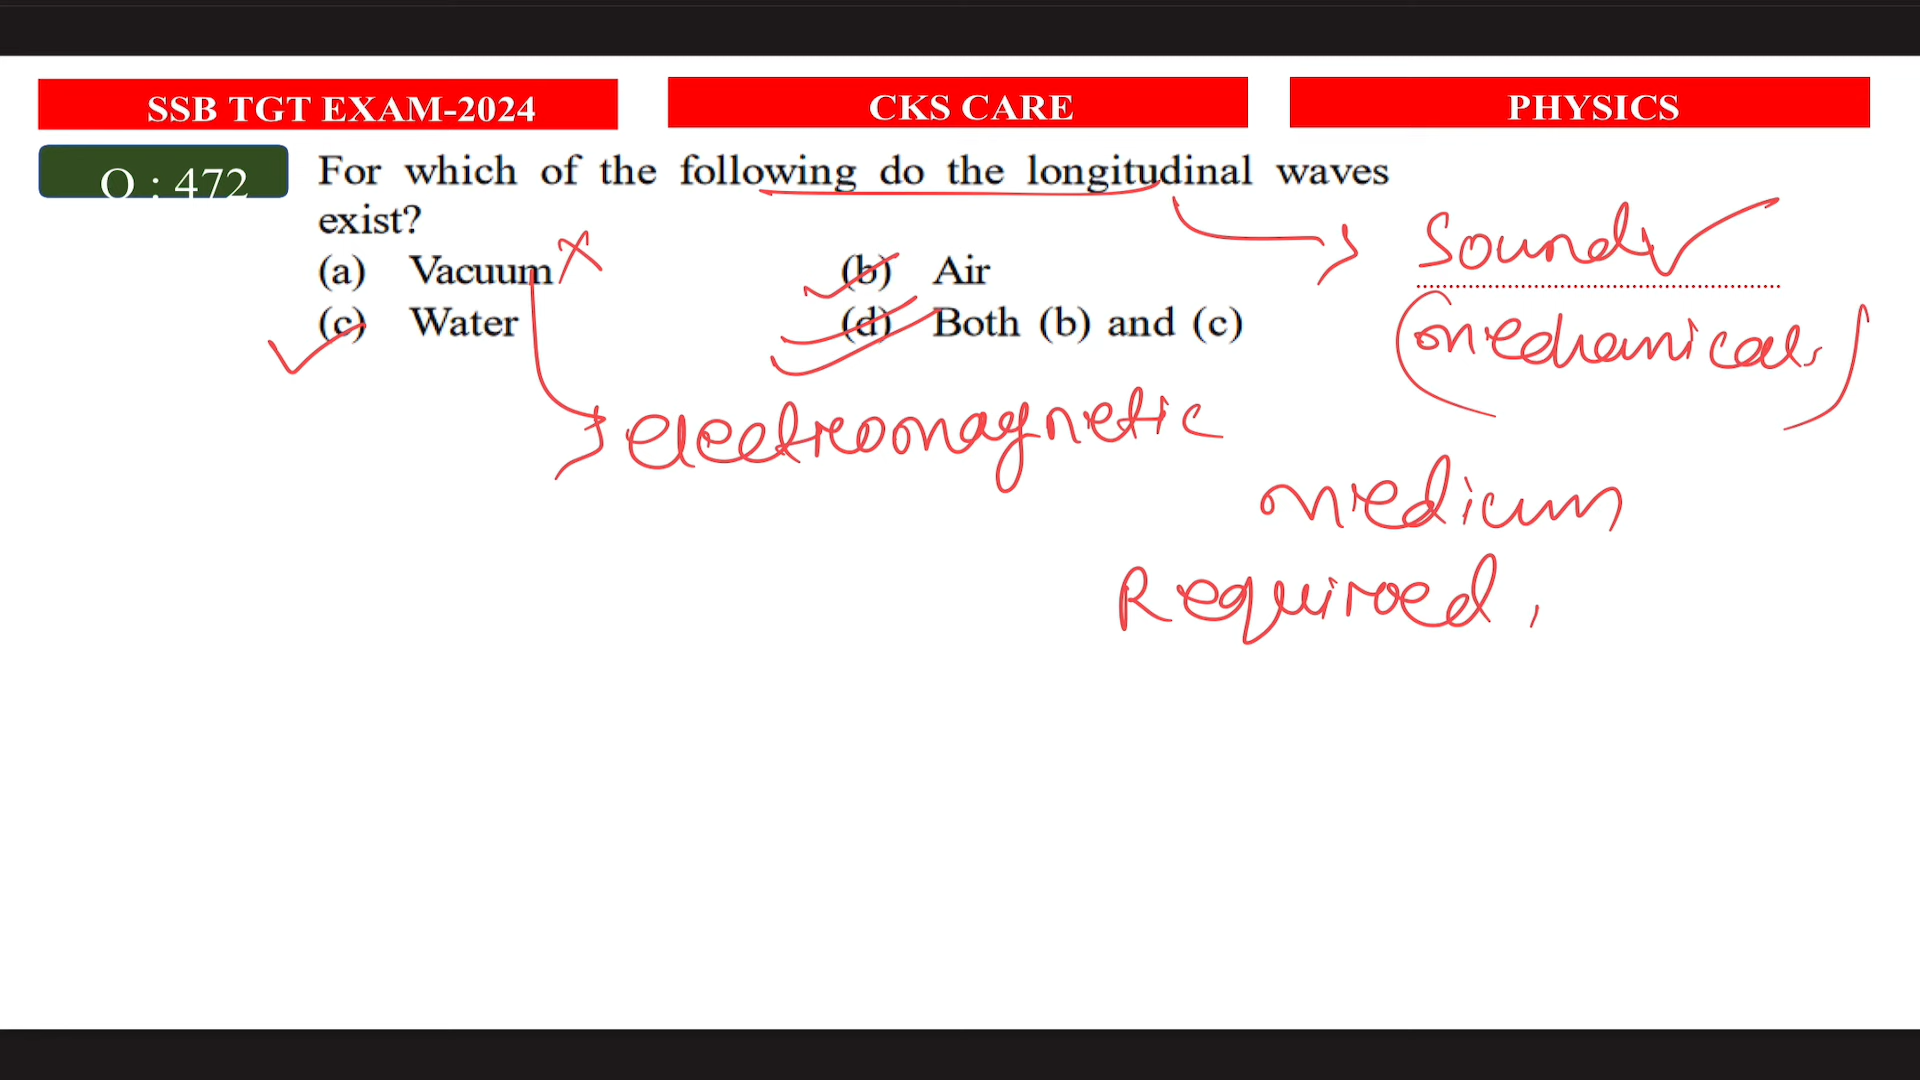 SSB TGT EXAM-2024
CKS CARE
PHYSICS
Q : 472
For which of the following do the longitudinal waves
exist?
(a) Vacuum
(b) Air
(c) Water
(d) Both (b) and (c)
Sound
(mechanical)
electromagnetic
medium
Required,